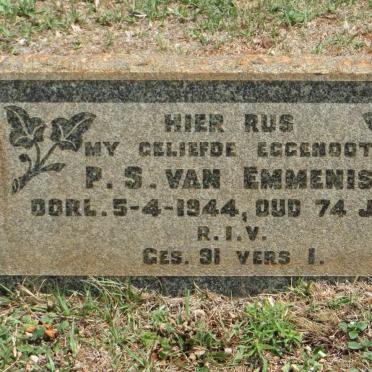 HIER RUS
MY GELIEFDE EGGENOOT
P. S. VAN EMMENIS
OORL. 5-4-1944, OUD 74 J
R.I.V.
GES. 91 VERS 1.